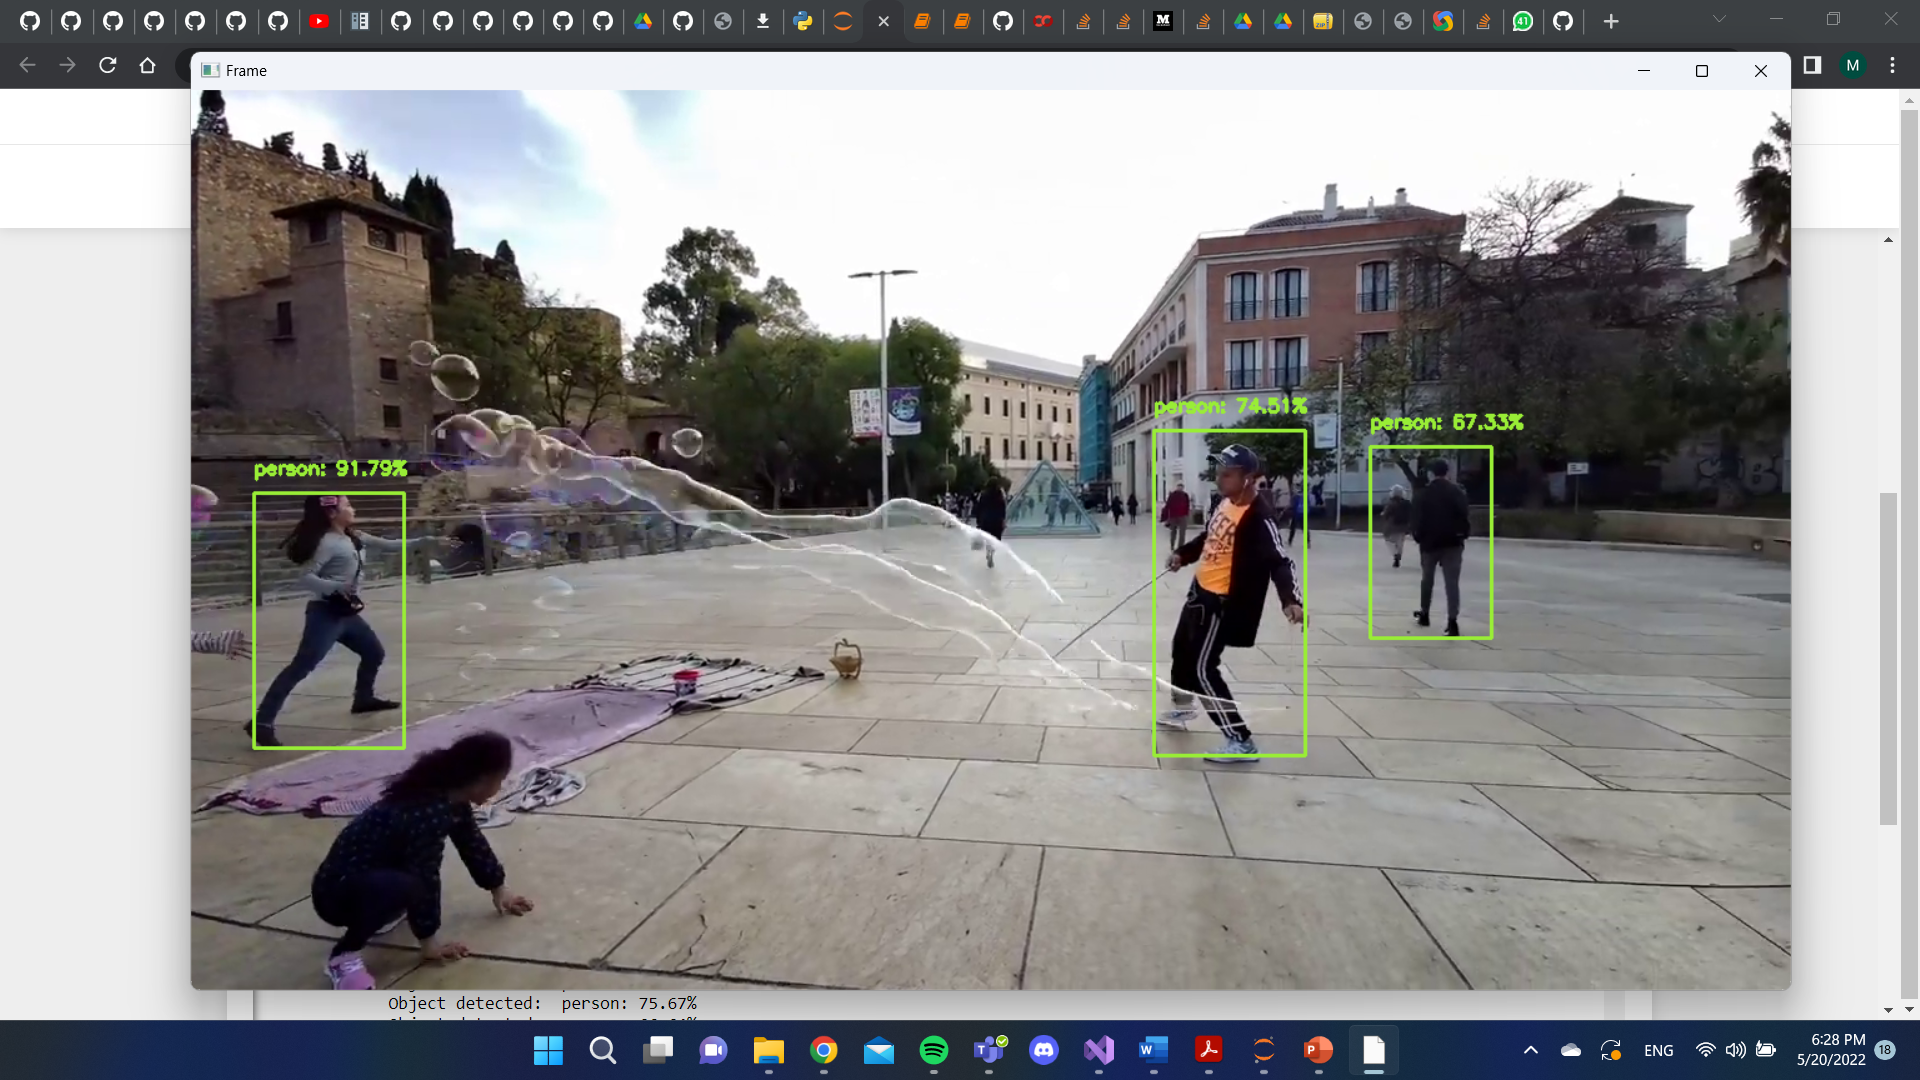 41
M
Frame
M
person: 74.51%
person: 67.33%
person: 91.79%
Object detected:  person: 75.67%
ENG
6:28 PM
5/20/2022
18